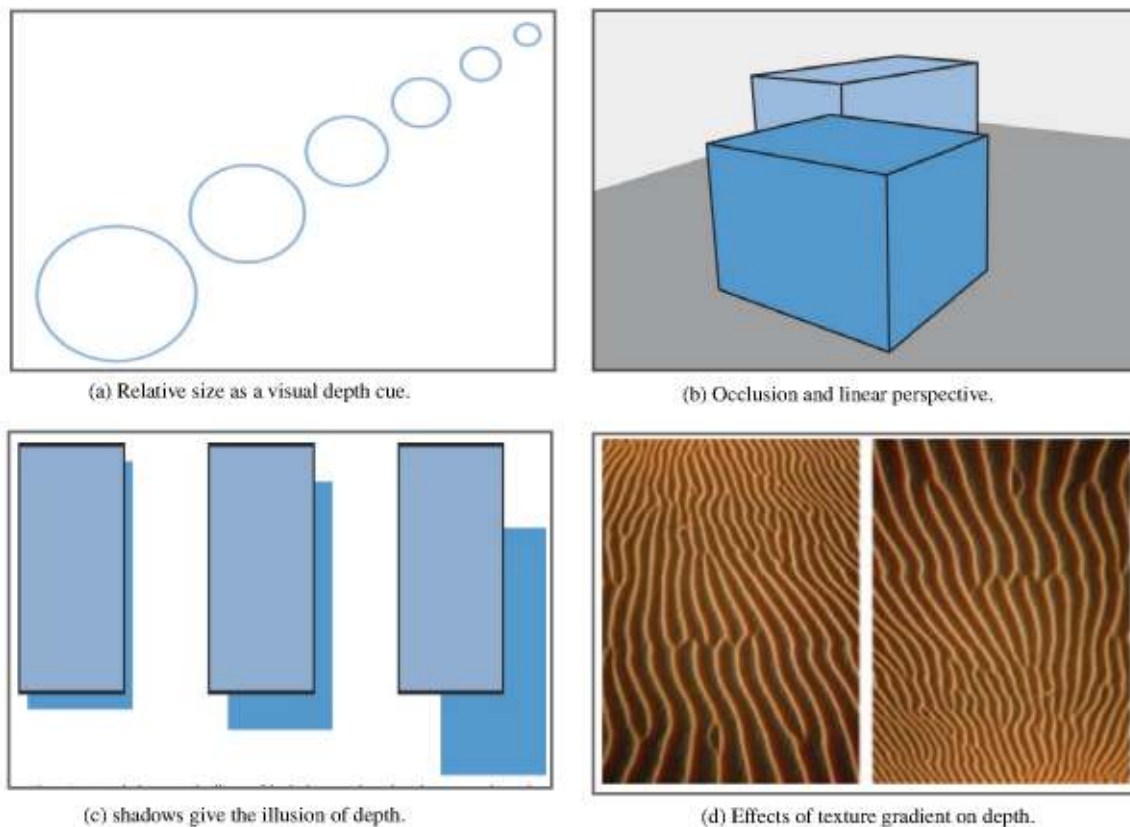 (a) Relative size as a visual depth cue.
(b) Occlusion and linear perspective.
(c) shadows give the illusion of depth.
(d) Effects of texture gradient on depth.